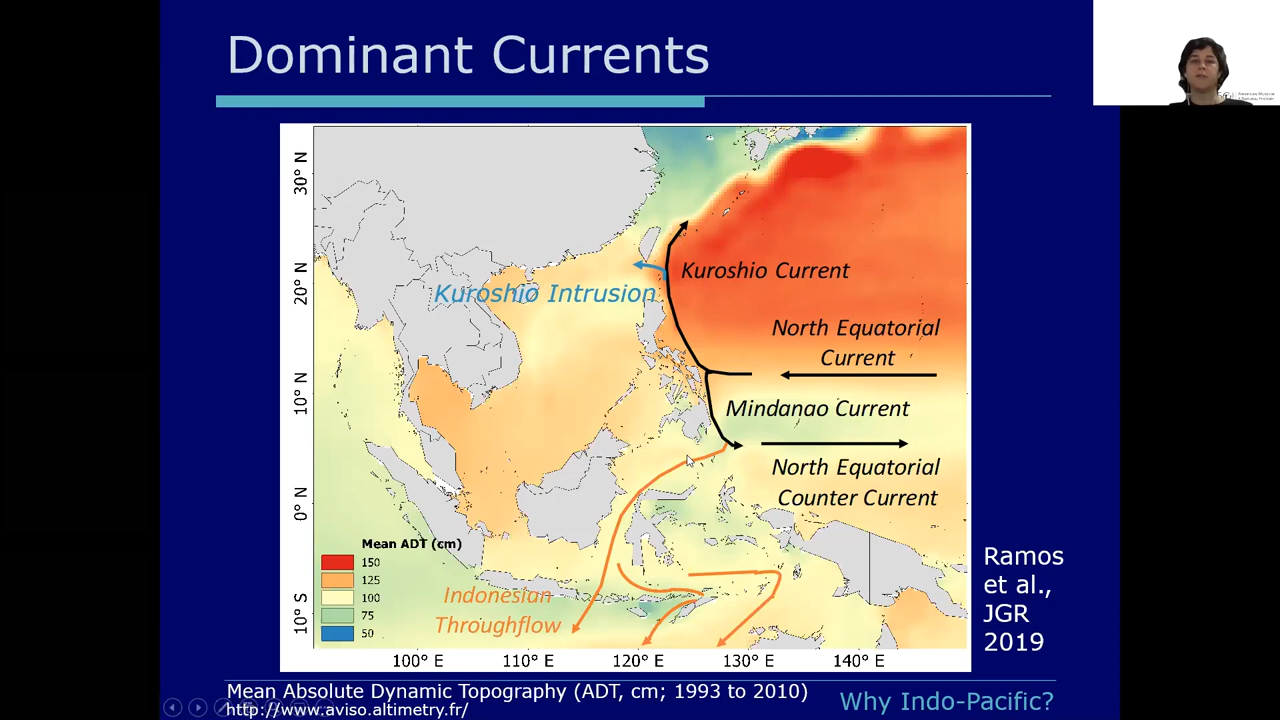 Dominant Currents
30° N
20° N
10° N
0° N
10° S
Kuroshio Current
Kuroshio Intrusion
North Equatorial
Current
Mindanao Current
North Equatorial
Counter Current
Mean ADT (cm)
150
125
100
75
50
Indonesian
Throughflow
100° E
110° E
120° E
130° E
140° E
Ramos
et al.,
JGR
2019
Mean Absolute Dynamic Topography (ADT, cm; 1993 to 2010)
http://www.aviso.altimetry.fr/
Why Indo-Pacific?